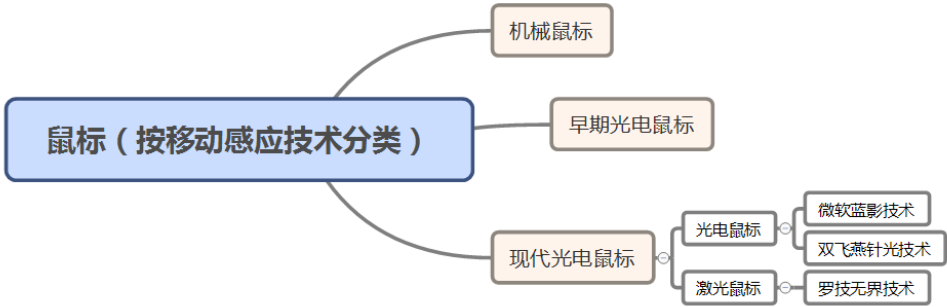 机械鼠标
鼠标（按移动感应技术分类）
早期光电鼠标
现代光电鼠标
光电鼠标
微软蓝影技术
双飞燕针光技术
激光鼠标
罗技无界技术